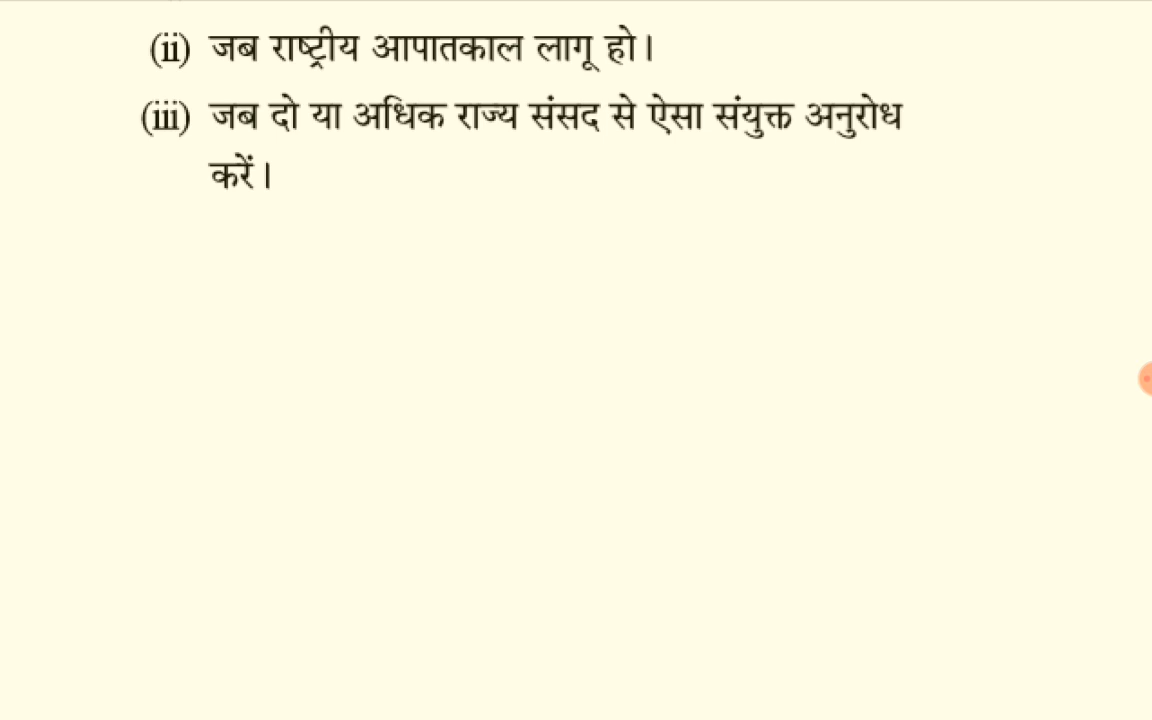 (ii) जब राष्ट्रीय आपातकाल लागू हो।
(iii) जब दो या अधिक राज्य संसद से ऐसा संयुक्त अनुरोध
करें।